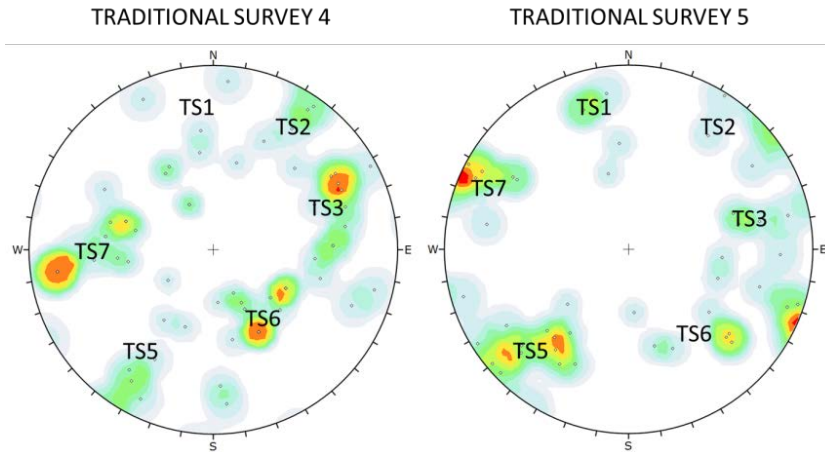 TRADITIONAL SURVEY 4
TRADITIONAL SURVEY 5
N
TS1
TS2
TS3
W
E
TS7
TS6
TS5
S
N
TS1
TS2
TS7
TS3
W
E
TS6
TS5
S